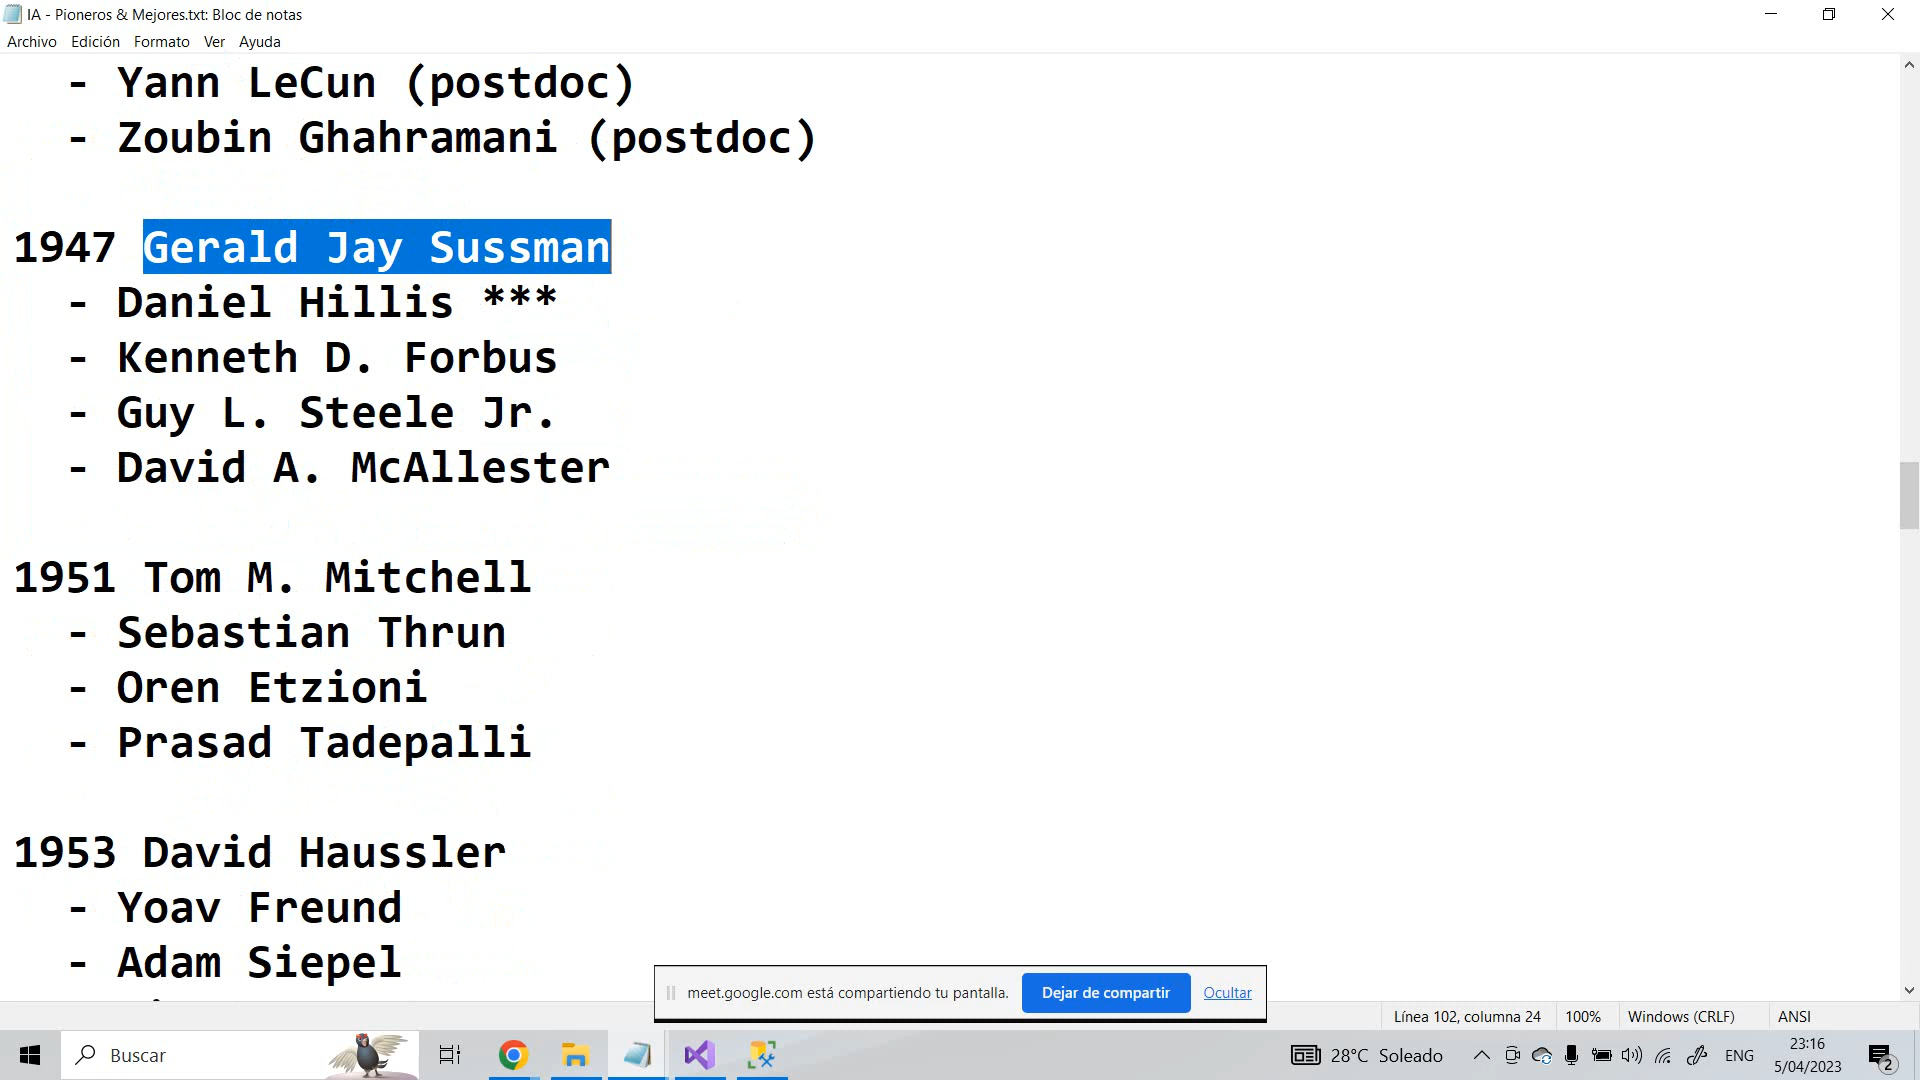 IA - Pioneros & Mejores.txt: Bloc de notas
Archivo Edición Formato Ver Ayuda
- Yann LeCun (postdoc)
- Zoubin Ghahramani (postdoc)
1947 Gerald Jay Sussman
- Daniel Hillis ***
- Kenneth D. Forbus
- Guy L. Steele Jr.
- David A. McAllester
1951 Tom M. Mitchell
- Sebastian Thrun
- Oren Etzioni
- Prasad Tadepalli
1953 David Haussler
- Yoav Freund
- Adam Siepel
meet.google.com está compartiendo tu pantalla. Dejar de compartir Ocultar
Línea 102, columna 24 100% Windows (CRLF) ANSI
Buscar 28°C Soleado ENG 23:16
5/04/2023 2